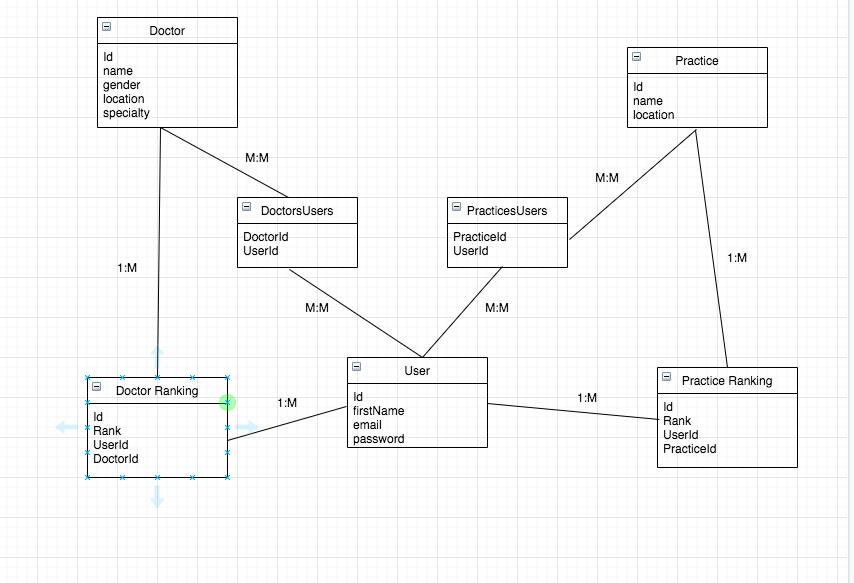 Doctor
Id
name
gender
location
specialty
Practice
Id
name
location
M:M
M:M
DoctorsUsers
DoctorId
UserId
PracticesUsers
PracticeId
UserId
1:M
1:M
M:M
M:M
User
Id
firstName
email
password
Doctor Ranking
Id
Rank
UserId
DoctorId
1:M
1:M
Practice Ranking
Id
Rank
UserId
PracticeId